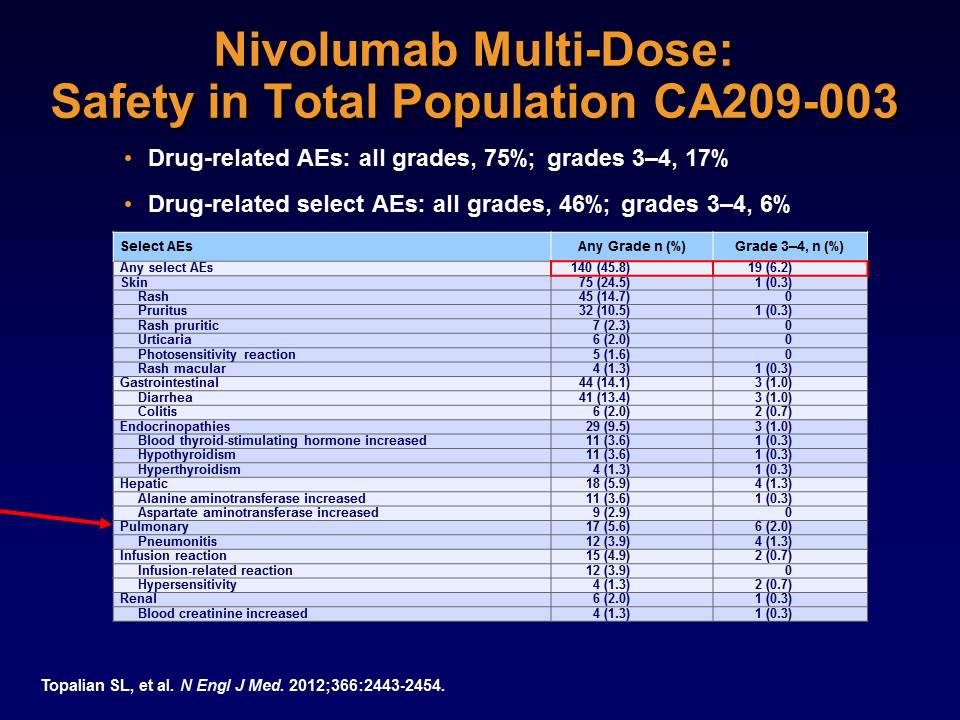 Nivolumab Multi-Dose:
Safety in Total Population CA209-003
• Drug-related AEs: all grades, 75%; grades 3–4, 17%
• Drug-related select AEs: all grades, 46%; grades 3–4, 6%
Select AEs Any Grade n (%) Grade 3–4, n (%)
Any select AEs 140 (45.8) 19 (6.2)
Skin 75 (24.5) 1 (0.3)
Rash 45 (14.7) 0
Pruritus 32 (10.5) 1 (0.3)
Rash pruritic 7 (2.3) 0
Urticaria 6 (2.0) 0
Photosensitivity reaction 5 (1.6) 0
Rash macular 4 (1.3) 1 (0.3)
Gastrointestinal 44 (14.1) 3 (1.0)
Diarrhea 41 (13.4) 3 (1.0)
Colitis 6 (2.0) 2 (0.7)
Endocrinopathies 29 (9.5) 3 (1.0)
Blood thyroid-stimulating hormone increased 11 (3.6) 1 (0.3)
Hypothyroidism 11 (3.6) 1 (0.3)
Hyperthyroidism 4 (1.3) 1 (0.3)
Hepatic 18 (5.9) 4 (1.3)
Alanine aminotransferase increased 11 (3.6) 1 (0.3)
Aspartate aminotransferase increased 9 (2.9) 0
Pulmonary 17 (5.6) 6 (2.0)
Pneumonitis 12 (3.9) 4 (1.3)
Infusion reaction 15 (4.9) 2 (0.7)
Infusion-related reaction 12 (3.9) 0
Hypersensitivity 4 (1.3) 2 (0.7)
Renal 6 (2.0) 1 (0.3)
Blood creatinine increased 4 (1.3) 1 (0.3)
Topalian SL, et al. N Engl J Med. 2012;366:2443-2454.